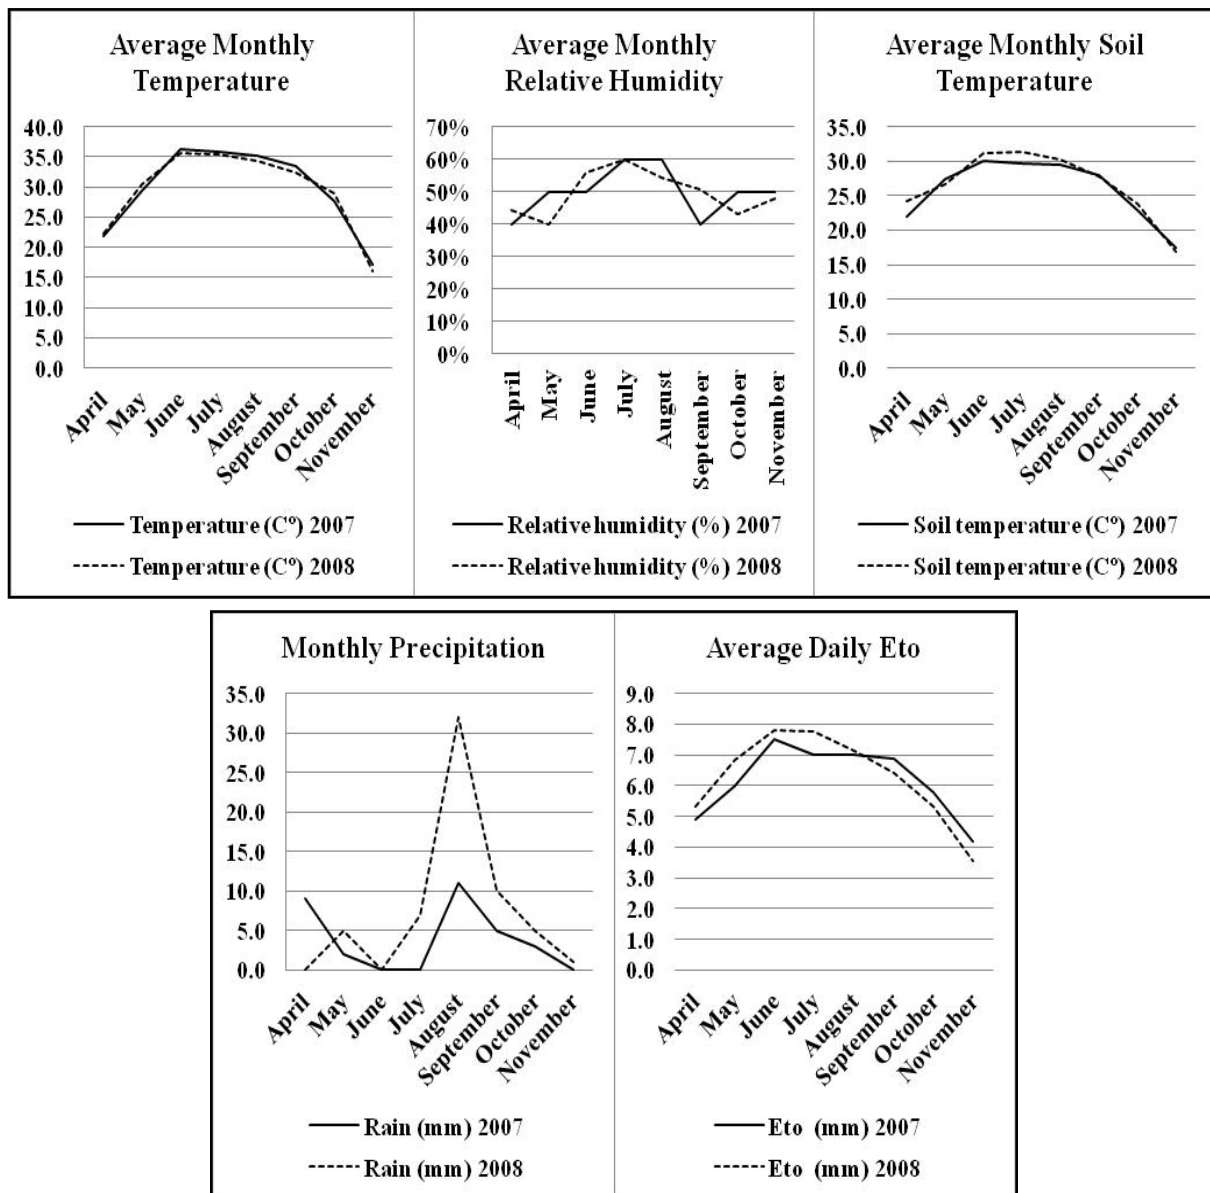 Average Monthly
Temperature
40.0
35.0
30.0
25.0
20.0
15.0
10.0
5.0
0.0
April
May
June
July
August
September
October
November
Temperature (Cº) 2007
Temperature (Cº) 2008
Average Monthly
Relative Humidity
70%
60%
50%
40%
30%
20%
10%
0%
April
May
June
July
August
September
October
November
Relative humidity (%) 2007
Relative humidity (%) 2008
Average Monthly Soil
Temperature
35.0
30.0
25.0
20.0
15.0
10.0
5.0
0.0
April
May
June
July
August
September
October
November
Soil temperature (Cº) 2007
Soil temperature (Cº) 2008
Monthly Precipitation
35.0
30.0
25.0
20.0
15.0
10.0
5.0
0.0
April
May
June
July
August
September
October
November
Rain (mm) 2007
Rain (mm) 2008
Average Daily Eto
9.0
8.0
7.0
6.0
5.0
4.0
3.0
2.0
1.0
0.0
April
May
June
July
August
September
October
November
Eto (mm) 2007
Eto (mm) 2008